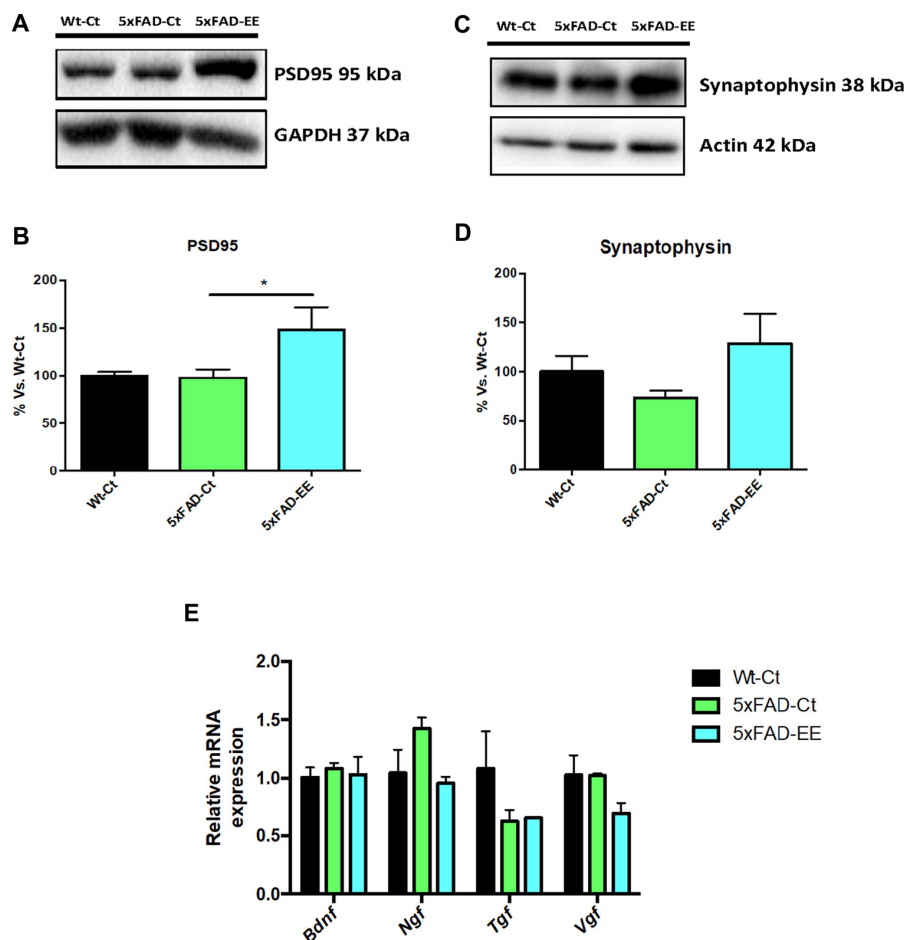 A
Wt-Ct 5xFAD-Ct 5xFAD-EE
PSD95 95 kDa
GAPDH 37 kDa
C
Wt-Ct 5xFAD-Ct 5xFAD-EE
Synaptophysin 38 kDa
Actin 42 kDa
B
PSD95
% Vs. Wt-Ct
200
150
100
50
0
*
Wt-Ct
5xFAD-Ct
5xFAD-EE
D
Synaptophysin
% Vs. Wt-Ct
200
150
100
50
0
Wt-Ct
5xFAD-Ct
5xFAD-EE
E
Relative mRNA
expression
2.0
1.5
1.0
0.5
0.0
Bdnf
Ngf
Tgf
Vgf
Wt-Ct
5xFAD-Ct
5xFAD-EE